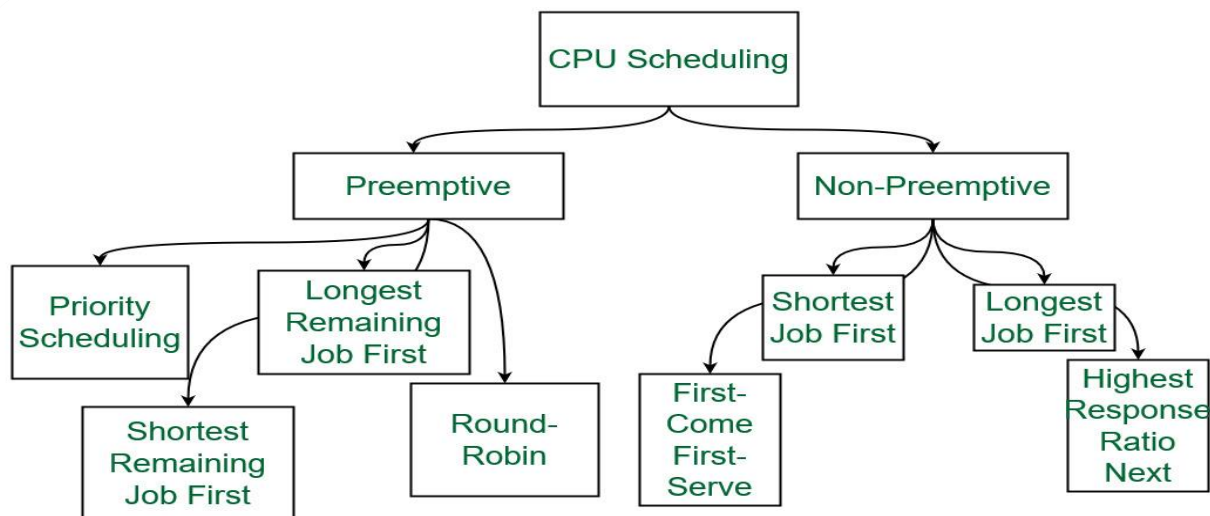 CPU Scheduling
Preemptive
Non-Preemptive
Priority
Scheduling
Longest
Remaining
Job First
Shortest
Job First
Longest
Job First
Shortest
Remaining
Job First
Round-
Robin
First-
Come
First-
Serve
Highest
Response
Ratio
Next